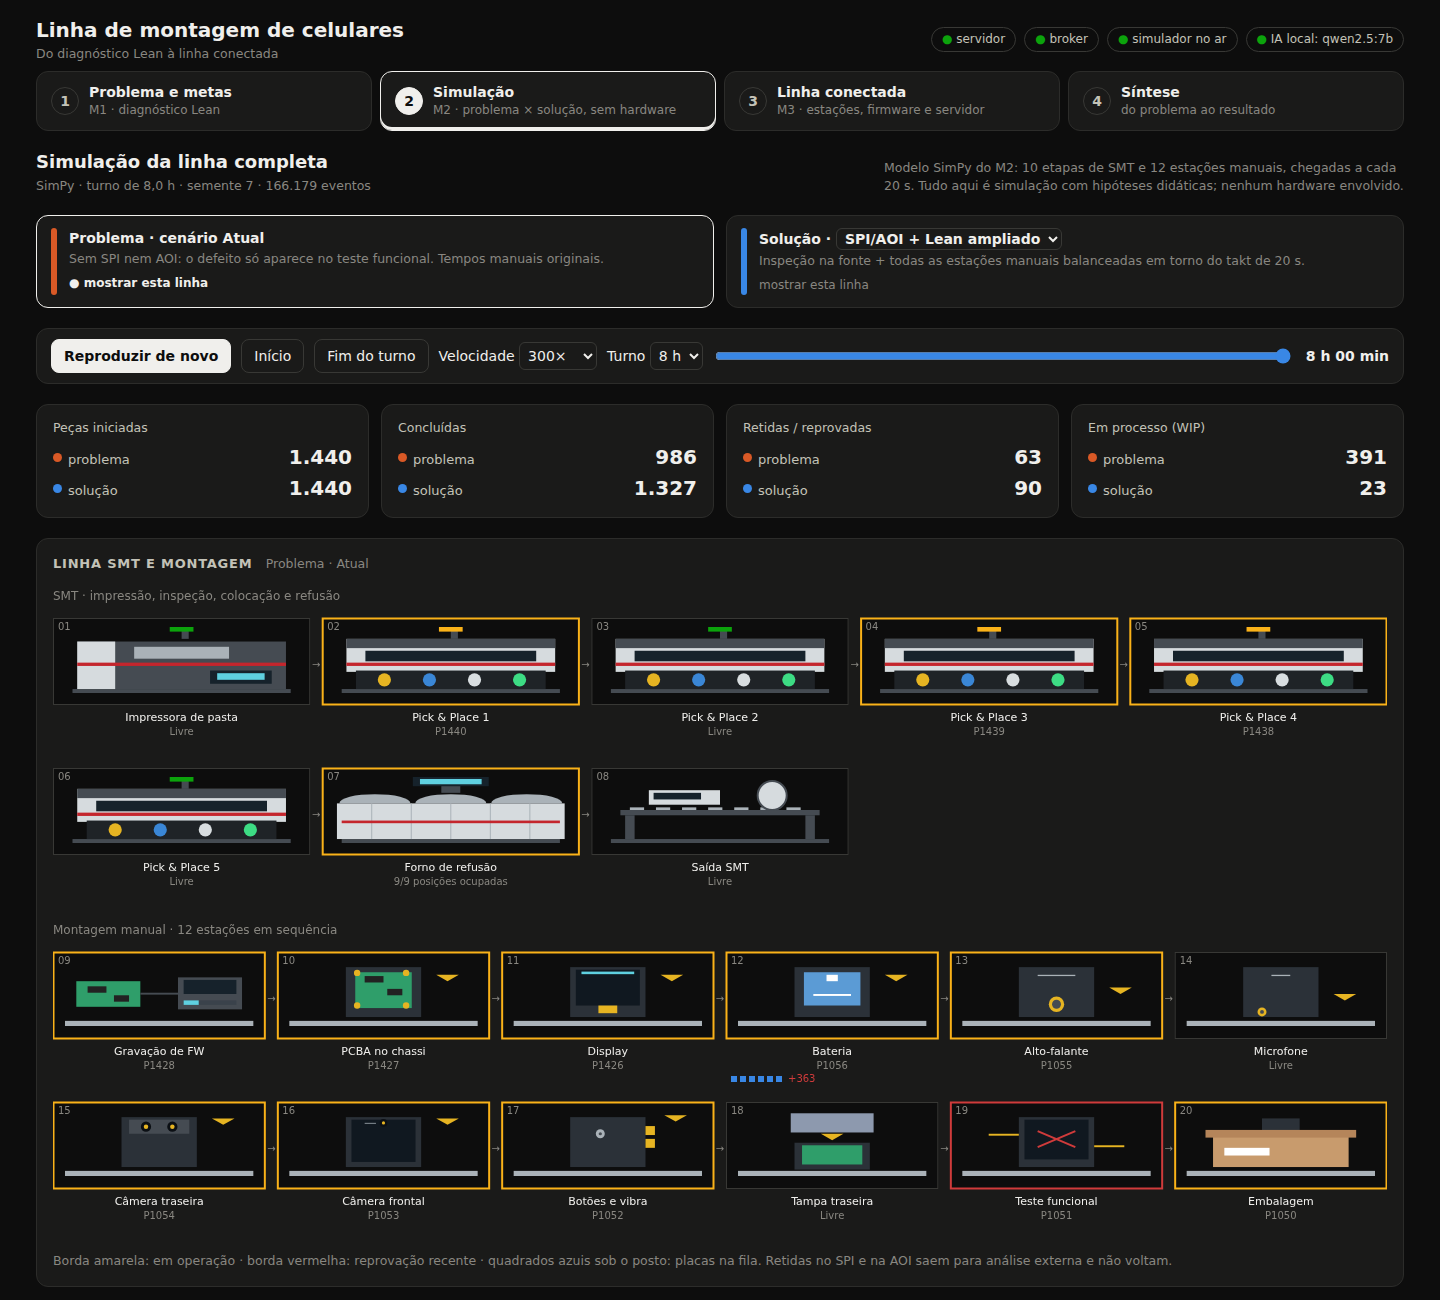 Linha de montagem de celulares
Do diagnóstico Lean à linha conectada
● servidor
● broker
● simulador no ar
● IA local: qwen2.5:7b
1
Problema e metas
M1 · diagnóstico Lean
2
Simulação
M2 · problema × solução, sem hardware
3
Linha conectada
M3 · estações, firmware e servidor
4
Síntese
do problema ao resultado
Simulação da linha completa
SimPy · turno de 8,0 h · semente 7 · 166.179 eventos
Modelo SimPy do M2: 10 etapas de SMT e 12 estações manuais, chegadas a cada
20 s. Tudo aqui é simulação com hipóteses didáticas; nenhum hardware envolvido.
Problema · cenário Atual
Sem SPI nem AOI: o defeito só aparece no teste funcional. Tempos manuais originais.
● mostrar esta linha
Solução · SPI/AOI + Lean ampliado
Inspeção na fonte + todas as estações manuais balanceadas em torno do takt de 20 s.
mostrar esta linha
Reproduzir de novo
Início
Fim do turno
Velocidade 300×
Turno 8 h
8 h 00 min
Peças iniciadas
problema 1.440
solução 1.440
Concluídas
problema 986
solução 1.327
Retidas / reprovadas
problema 63
solução 90
Em processo (WIP)
problema 391
solução 23
LINHA SMT E MONTAGEM Problema · Atual
SMT · impressão, inspeção, colocação e refusão
01
→
02
→
03
→
04
→
05
Impressora de pasta
Livre
Pick & Place 1
P1440
Pick & Place 2
Livre
Pick & Place 3
P1439
Pick & Place 4
P1438
06
→
07
→
08
Pick & Place 5
Livre
Forno de refusão
9/9 posições ocupadas
Saída SMT
Livre
Montagem manual · 12 estações em sequência
09
→
10
→
11
→
12
→
13
→
14
Gravação de FW
P1428
PCBA no chassi
P1427
Display
P1426
Bateria
P1056
+363
Alto-falante
P1055
Microfone
Livre
15
→
16
→
17
→
18
→
19
→
20
Câmera traseira
P1054
Câmera frontal
P1053
Botões e vibra
P1052
Tampa traseira
Livre
Teste funcional
P1051
Embalagem
P1050
Borda amarela: em operação · borda vermelha: reprovação recente · quadrados azuis sob o posto: placas na fila. Retidas no SPI e na AOI saem para análise externa e não voltam.